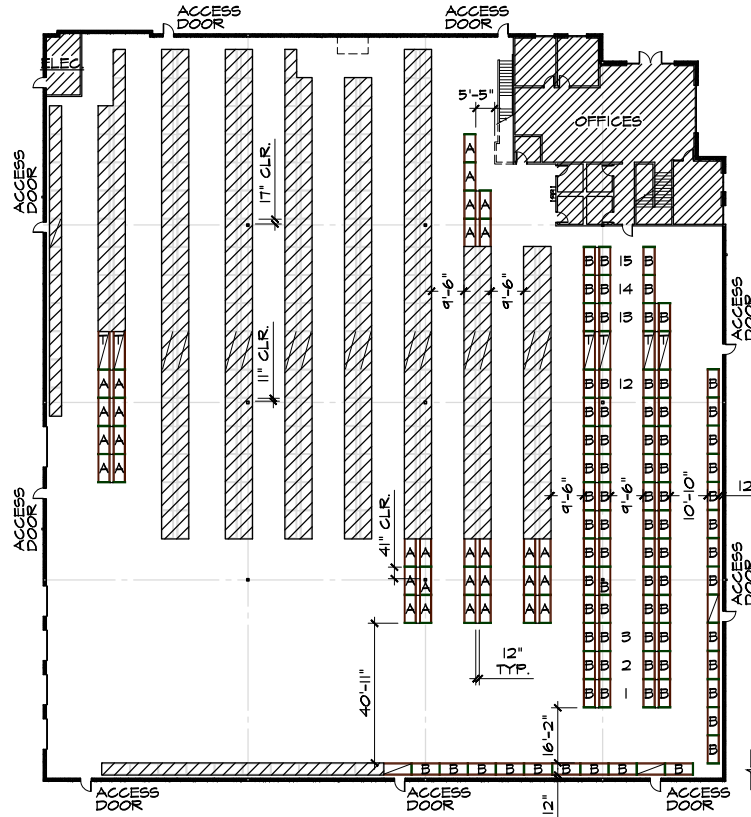 ACCESS DOOR
ACCESS DOOR
ELEC.
5'-5"
OFFICES
A
A
A A
A A
ACCESS DOOR
17" CLR.
B B 15 B
B B 14 B
B B 13 B B
9'-6"
9'-6"
ACCESS DOOR
T T T T T T
11" CLR.
A A B B 12 B B B
A A B B B B B
A A B B B B B
A A B B B B B
9'-6"
9'-6"
10'-10"
12
B B B B B
B B B B B
ACCESS DOOR
41" CLR.
A A A A A A B B B B B
A A A A A A B B B B B
A A A A A A B B B B
ACCESS DOOR
B B 3 B B B
B B 2 B B B
B B 1 B B B
12"
TYP.
40'-11"
16'-2"
B
B
B B B B B B B B B
12"
ACCESS DOOR
ACCESS DOOR
ACCESS DOOR